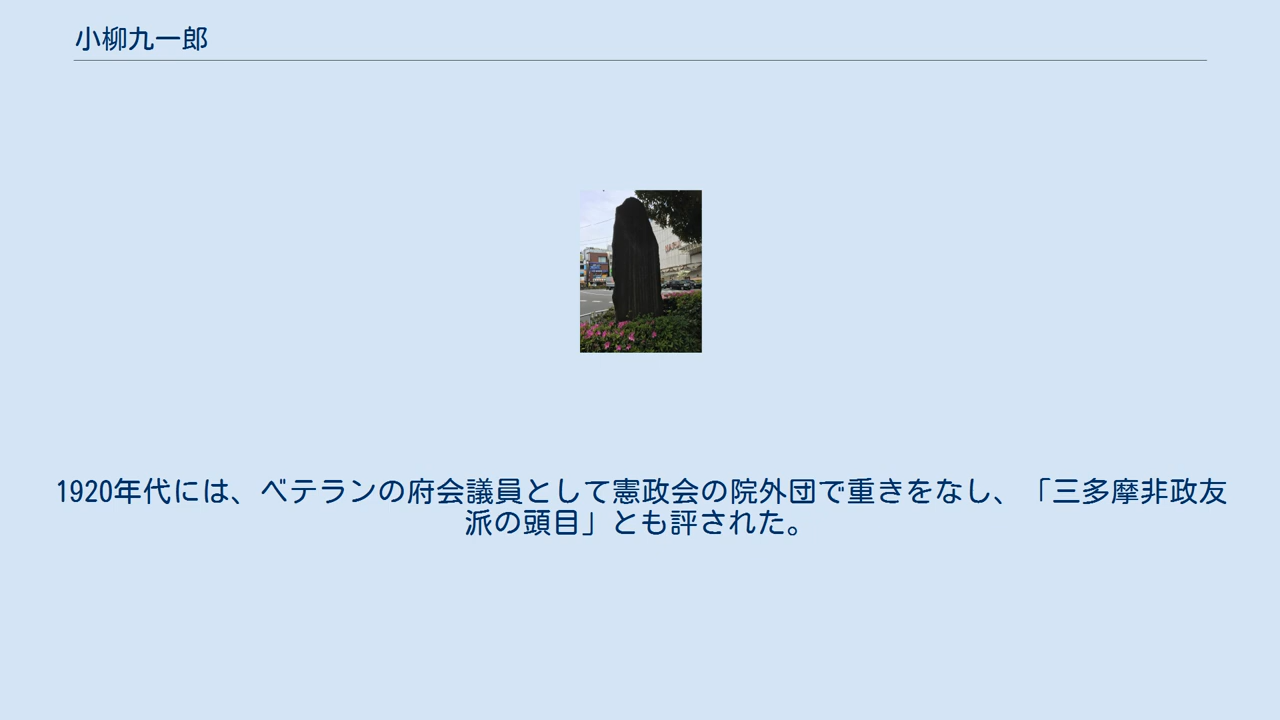 小柳九一郎
1920年代には、ベテランの府会議員として憲政会の院外団で重きをなし、「三多摩非政友
派の頭目」とも評された。